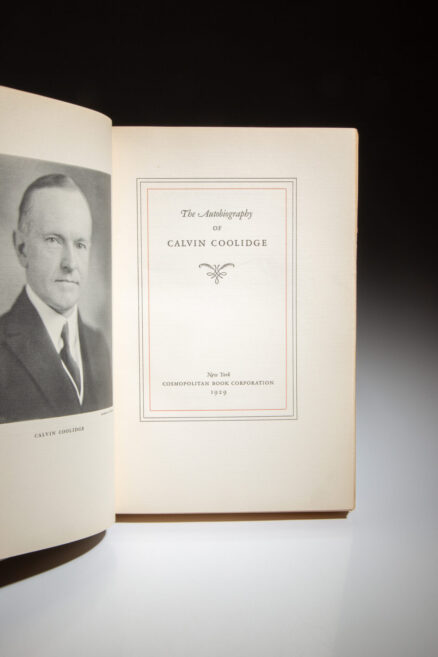 CALVIN COOLIDGE
The Autobiography
OF
CALVIN COOLIDGE
New York
COSMOPOLITAN BOOK CORPORATION
1929